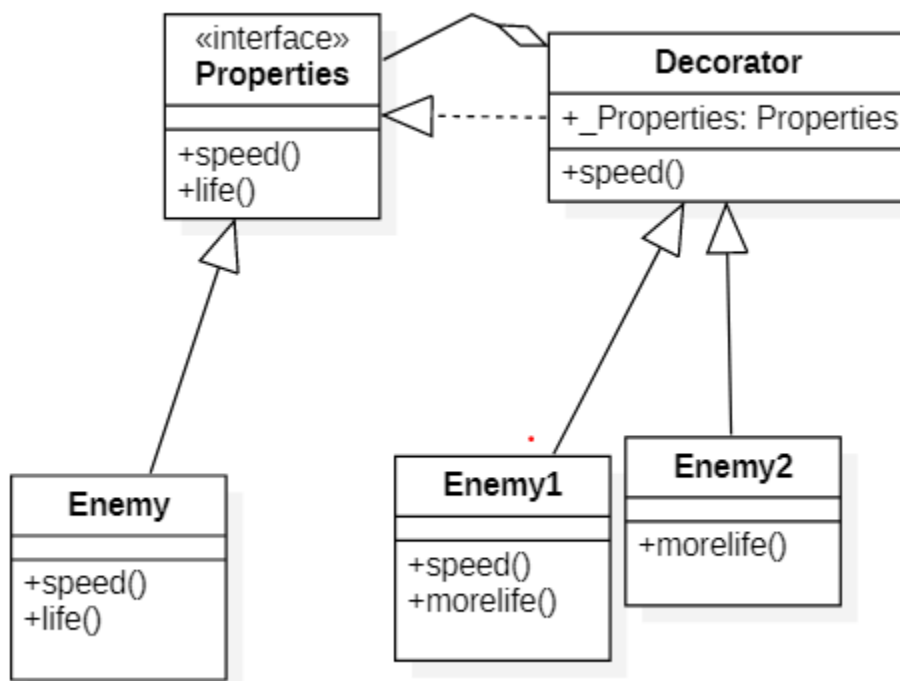 «interface»
Properties
+speed()
+life()
Decorator
+_Properties: Properties
+speed()
Enemy
+speed()
+life()
Enemy1
+speed()
+morelife()
Enemy2
+morelife()